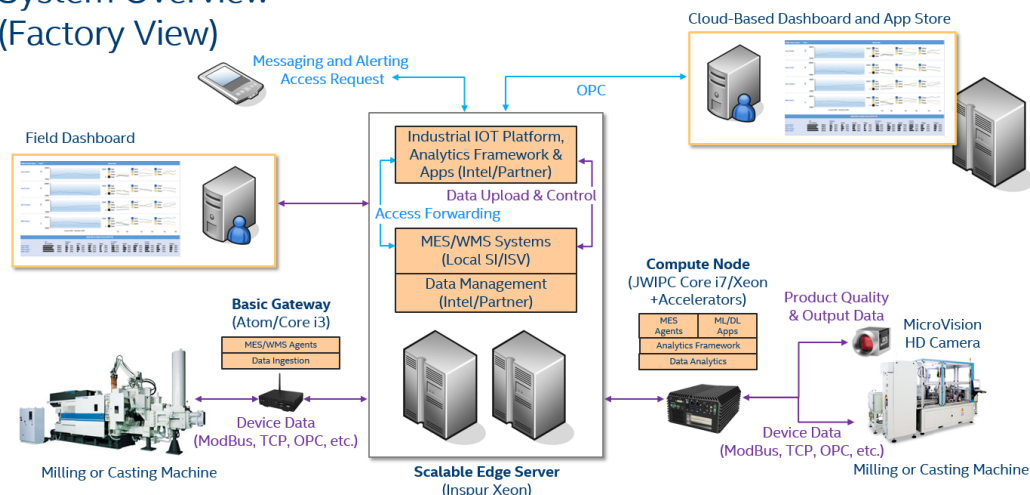 System Overview
(Factory View)
Cloud-Based Dashboard and App Store
Messaging and Alerting
Access Request
OPC
Field Dashboard
Industrial IOT Platform,
Analytics Framework &
Apps (Intel/Partner)
Data Upload & Control
Access Forwarding
MES/WMS Systems
(Local SI/ISV)
Data Management
(Intel/Partner)
Basic Gateway
(Atom/Core i3)
MES/WMS Agents
Data Ingestion
Compute Node
(JWIPC Core i7/Xeon
+Accelerators)
MES
Agents
ML/DL
Apps
Analytics Framework
Data Analytics
Product Quality
& Output Data
MicroVision
HD Camera
Device Data
(ModBus, TCP, OPC, etc.)
Device Data
(ModBus, TCP, OPC, etc.)
Milling or Casting Machine
Scalable Edge Server
(Inspur Xeon)
Milling or Casting Machine